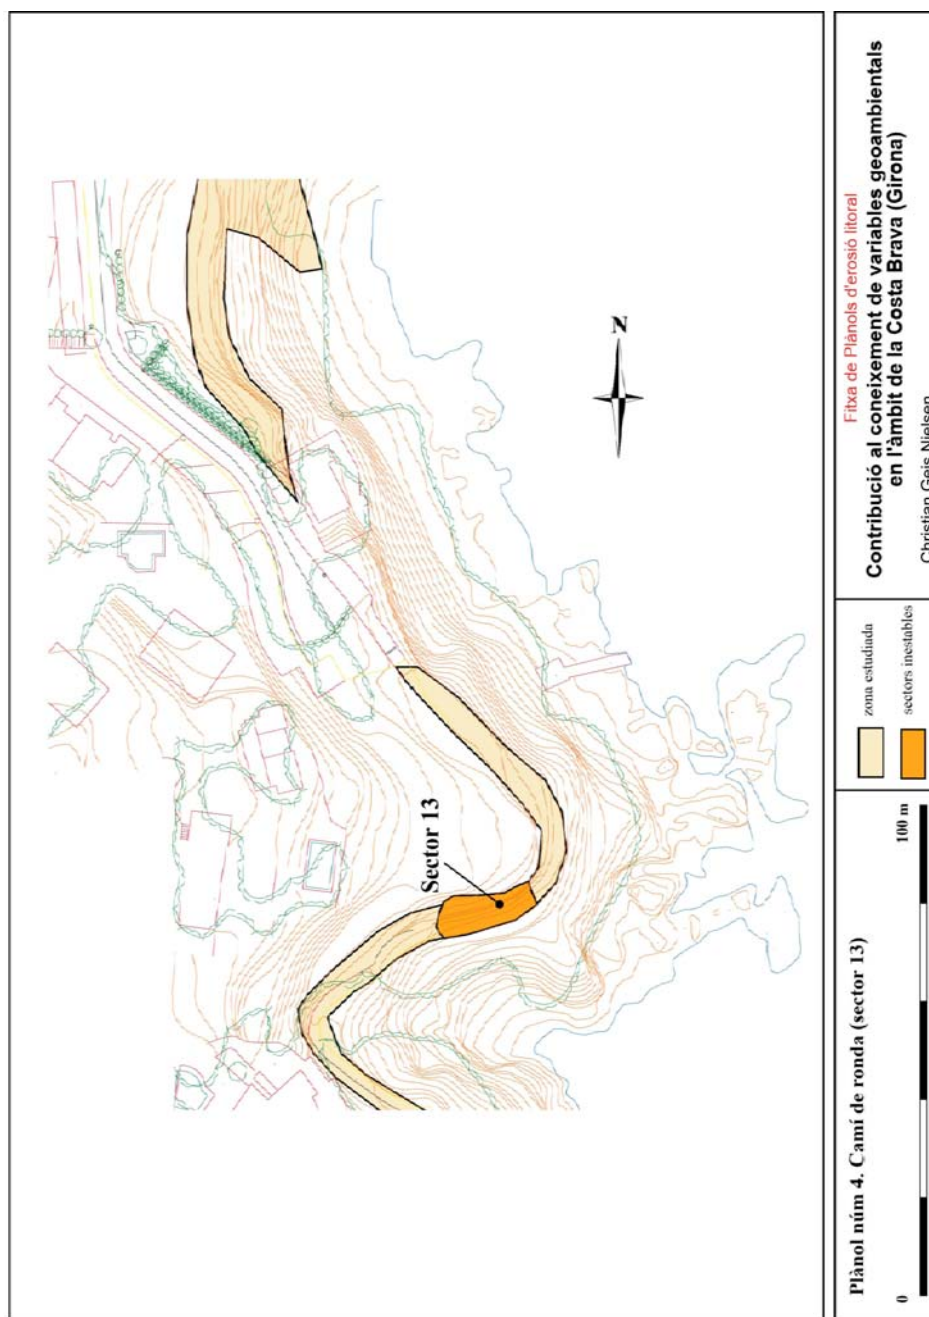 N
Sector 13
Fitxa de Plànols d'erosió litoral
Contribució al coneixement de variables geoambientals
en l'àmbit de la Costa Brava (Girona)
Christian Geis Nielsen
zona estudiada
sectors inestables
Plànol núm 4. Camí de ronda (sector 13)
0
100 m